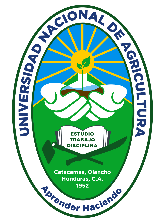 UNIVERSIDAD NACIONAL DE AGRICULTURA
ESTUDIO
TRABAJO
DISCIPLINA
Catacamas, Olancho
Honduras, C.A.
1952
Aprender Haciendo